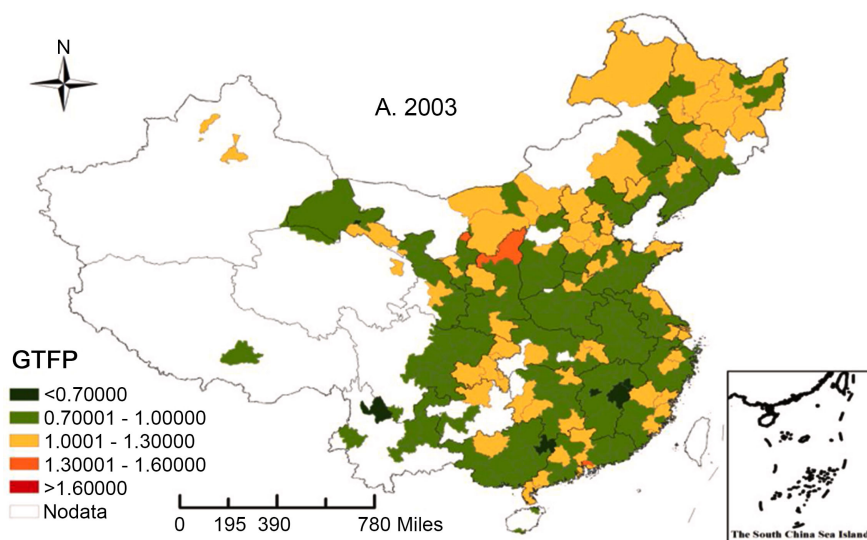 N
A. 2003
GTFP
<0.70000
0.70001 - 1.00000
1.0001 - 1.30000
1.30001 - 1.60000
>1.60000
Nodata
0 195 390 780 Miles
The South China Sea Island